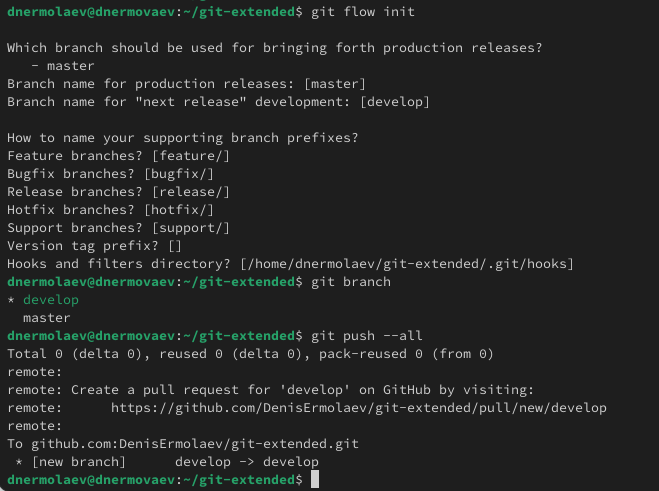 dnermolaev@dnermovaev:~/git-extended$ git flow init
Which branch should be used for bringing forth production releases?
   - master
Branch name for production releases: [master]
Branch name for "next release" development: [develop]
How to name your supporting branch prefixes?
Feature branches? [feature/]
Bugfix branches? [bugfix/]
Release branches? [release/]
Hotfix branches? [hotfix/]
Support branches? [support/]
Version tag prefix? []
Hooks and filters directory? [/home/dnermolaev/git-extended/.git/hooks]
dnermolaev@dnermovaev:~/git-extended$ git branch
* develop
  master
dnermolaev@dnermovaev:~/git-extended$ git push --all
Total 0 (delta 0), reused 0 (delta 0), pack-reused 0 (from 0)
remote:
remote: Create a pull request for 'develop' on GitHub by visiting:
remote:      https://github.com/DenisErmolaev/git-extended/pull/new/develop
remote:
To github.com:DenisErmolaev/git-extended.git
 * [new branch]      develop -> develop
dnermolaev@dnermovaev:~/git-extended$